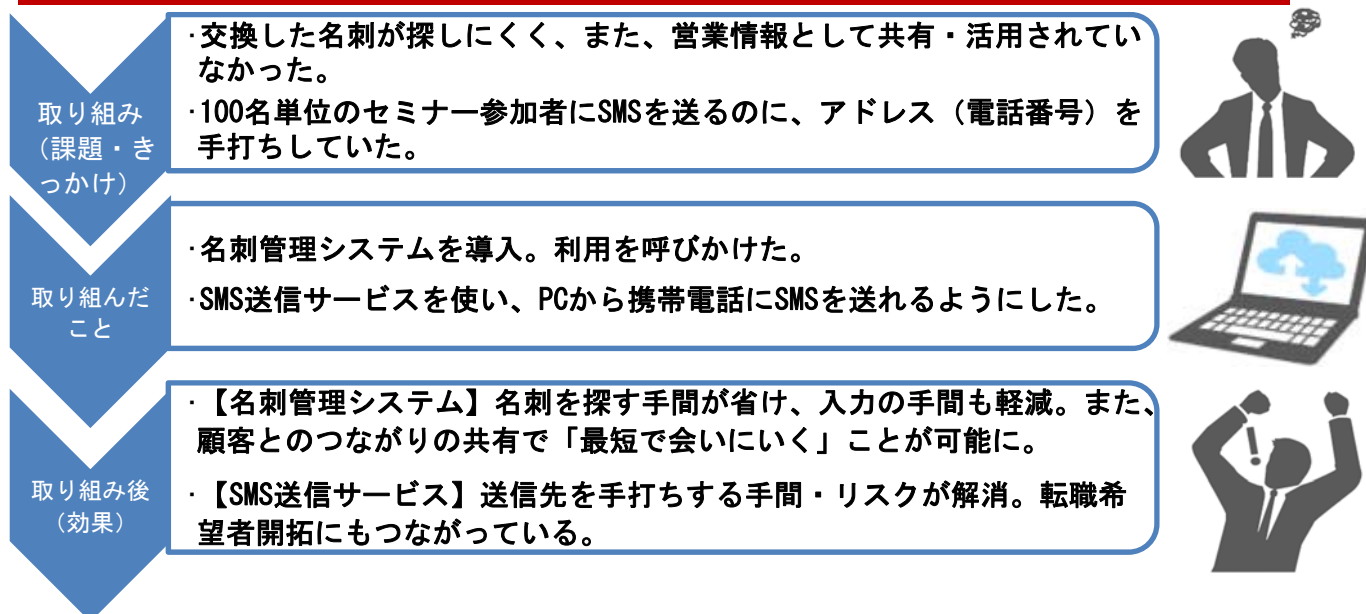 取り組み
（課題・き
っかけ）
・交換した名刺が探しにくく、また、営業情報として共有・活用されてい
なかった。
・100名単位のセミナー参加者にSMSを送るのに、アドレス（電話番号）を
手打ちしていた。
取り組んだ
こと
・名刺管理システムを導入。利用を呼びかけた。
・SMS送信サービスを使い、PCから携帯電話にSMSを送れるようにした。
取り組み後
（効果）
・【名刺管理システム】名刺を探す手間が省け、入力の手間も軽減。また、
顧客とのつながりの共有で「最短で会いにいく」ことが可能に。
・【SMS送信サービス】送信先を手打ちする手間・リスクが解消。転職希
望者開拓にもつながっている。
！